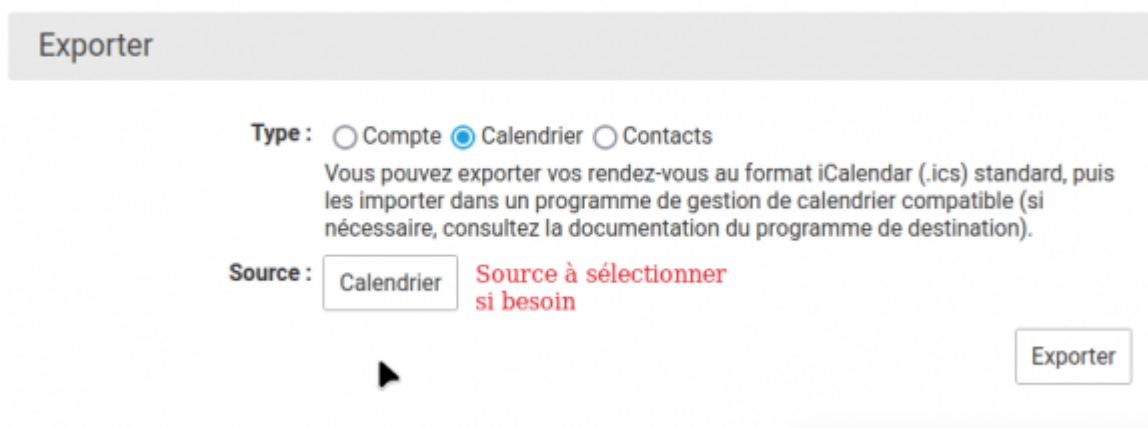 Exporter
Type : Compte Calendrier Contacts
Vous pouvez exporter vos rendez-vous au format iCalendar (.ics) standard, puis
les importer dans un programme de gestion de calendrier compatible (si
nécessaire, consultez la documentation du programme de destination).
Source : Calendrier Source à sélectionner
si besoin
Exporter